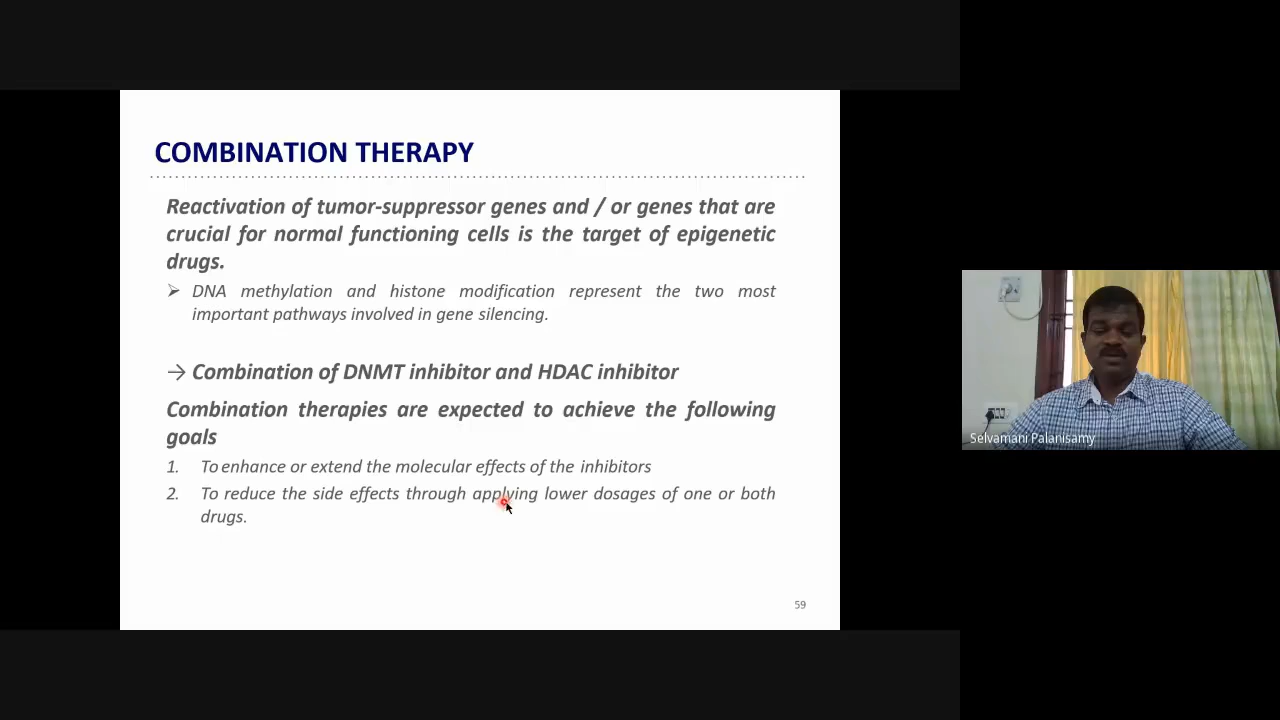 COMBINATION THERAPY
Reactivation of tumor-suppressor genes and / or genes that are
crucial for normal functioning cells is the target of epigenetic
drugs.
➢ DNA methylation and histone modification represent the two most
important pathways involved in gene silencing.
→ Combination of DNMT inhibitor and HDAC inhibitor
Combination therapies are expected to achieve the following
goals
1. To enhance or extend the molecular effects of the inhibitors
2. To reduce the side effects through applying lower dosages of one or both
drugs.
59
Selvamani Palanisamy